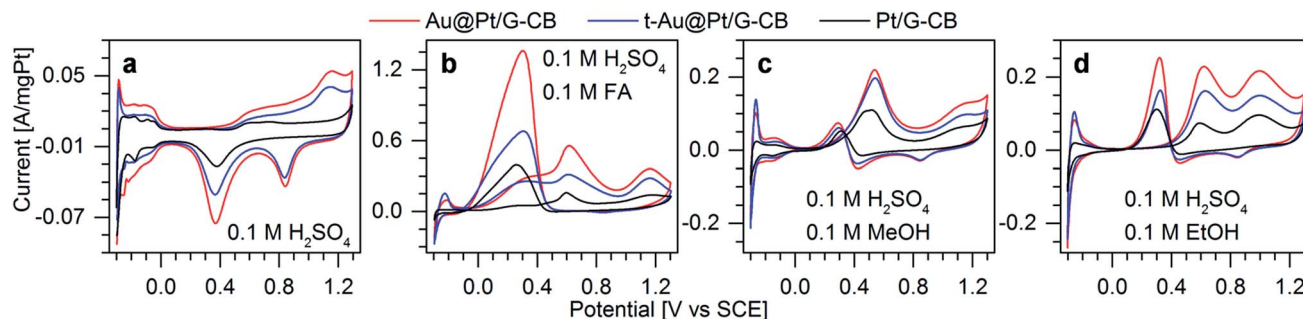 Au@Pt/G-CB t-Au@Pt/G-CB Pt/G-CB
Current [A/mgPt]
a
0.05
-0.01
-0.07
0.1 M H₂SO₄
0.0 0.4 0.8 1.2
b
1.2
0.6
0.0
0.1 M H₂SO₄
0.1 M FA
0.0 0.4 0.8 1.2
c
0.2
0.0
-0.2
0.1 M H₂SO₄
0.1 M MeOH
0.0 0.4 0.8 1.2
d
0.2
0.0
-0.2
0.1 M H₂SO₄
0.1 M EtOH
0.0 0.4 0.8 1.2
Potential [V vs SCE]